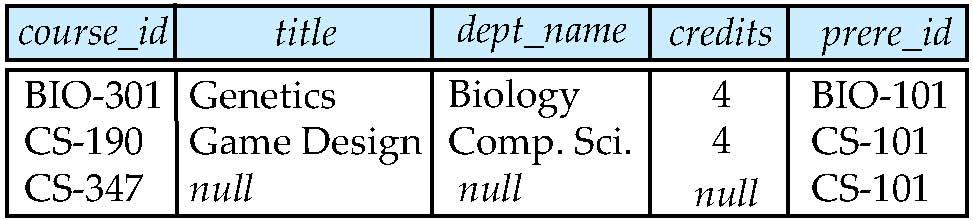 course_id title dept_name credits prere_id
BIO-301 Genetics Biology 4 BIO-101
CS-190 Game Design Comp. Sci. 4 CS-101
CS-347 null null null CS-101